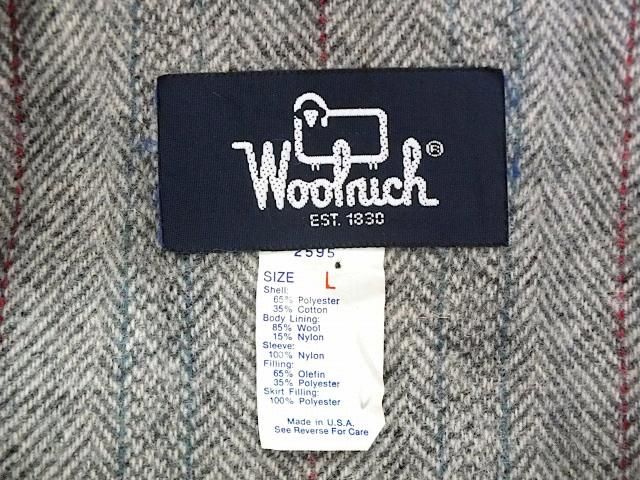 Woolrich®
EST. 1830
2595
SIZE L
Shell:
65% Polyester
35% Cotton
Body Lining:
85% Wool
15% Nylon
Sleeve:
100% Nylon
Filling:
65% Olefin
35% Polyester
Skirt Filling:
100% Polyester
Made in U.S.A.
See Reverse For Care